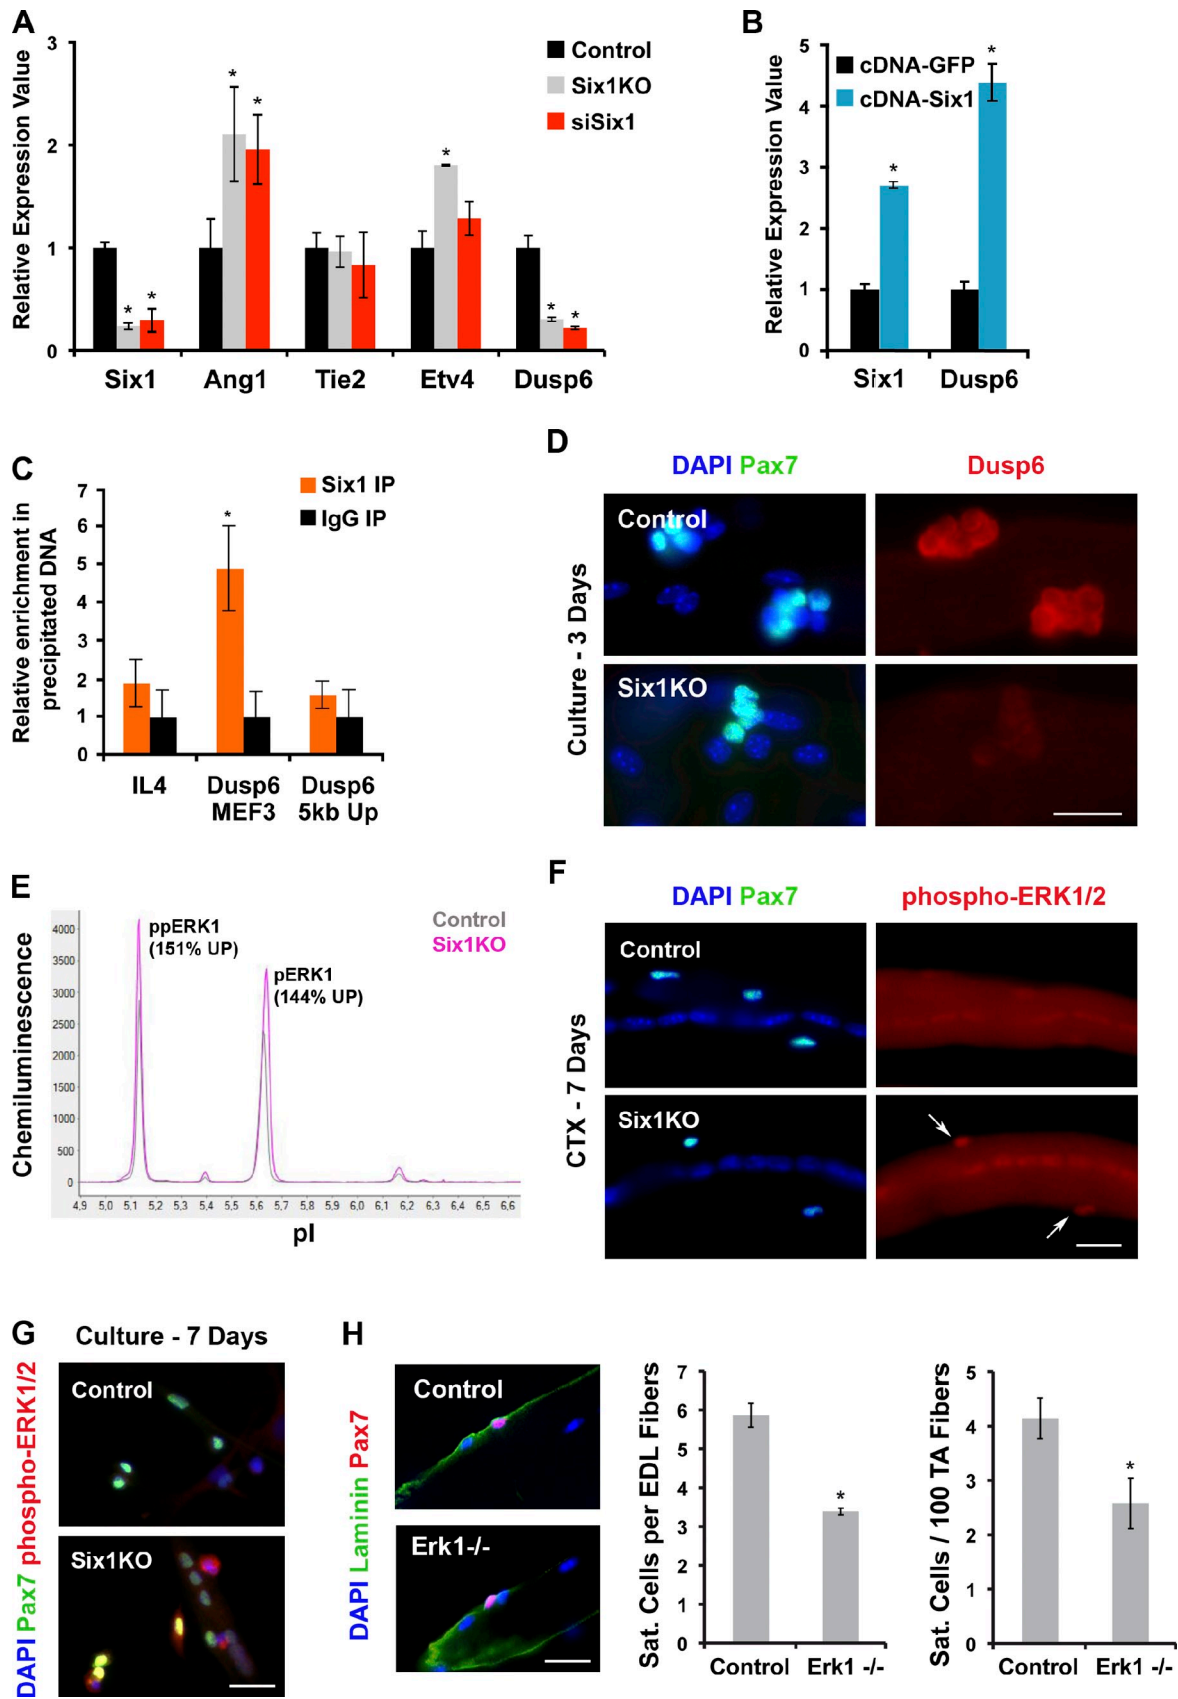 A
Relative Expression Value
3
2
1
0
Control
Six1KO
siSix1
*
*
*
*
*
*
*
Six1
Ang1
Tie2
Etv4
Dusp6
B
Relative Expression Value
5
4
3
2
1
0
cDNA-GFP
cDNA-Six1
*
*
Six1
Dusp6
C
Relative enrichment in
precipitated DNA
7
6
5
4
3
2
1
0
Six1 IP
IgG IP
*
IL4
Dusp6
MEF3
Dusp6
5kb Up
D
DAPI Pax7
Dusp6
Culture - 3 Days
Control
Six1KO
E
Chemiluminescence
4000
3500
3000
2500
2000
1500
1000
500
0
ppERK1
(151% UP)
pERK1
(144% UP)
Control
Six1KO
4,9 5,0 5,1 5,2 5,3 5,4 5,5 5,6 5,7 5,8 5,9 6,0 6,1 6,2 6,3 6,4 6,5 6,6
pI
F
DAPI Pax7
phospho-ERK1/2
CTX - 7 Days
Control
Six1KO
G
Culture - 7 Days
DAPI Pax7 phospho-ERK1/2
Control
Six1KO
H
DAPI Laminin Pax7
Control
Erk1-/-
Sat. Cells per EDL Fibers
7
6
5
4
3
2
1
0
*
Control
Erk1 -/-
Sat. Cells / 100 TA Fibers
5
4
3
2
1
0
*
Control
Erk1 -/-